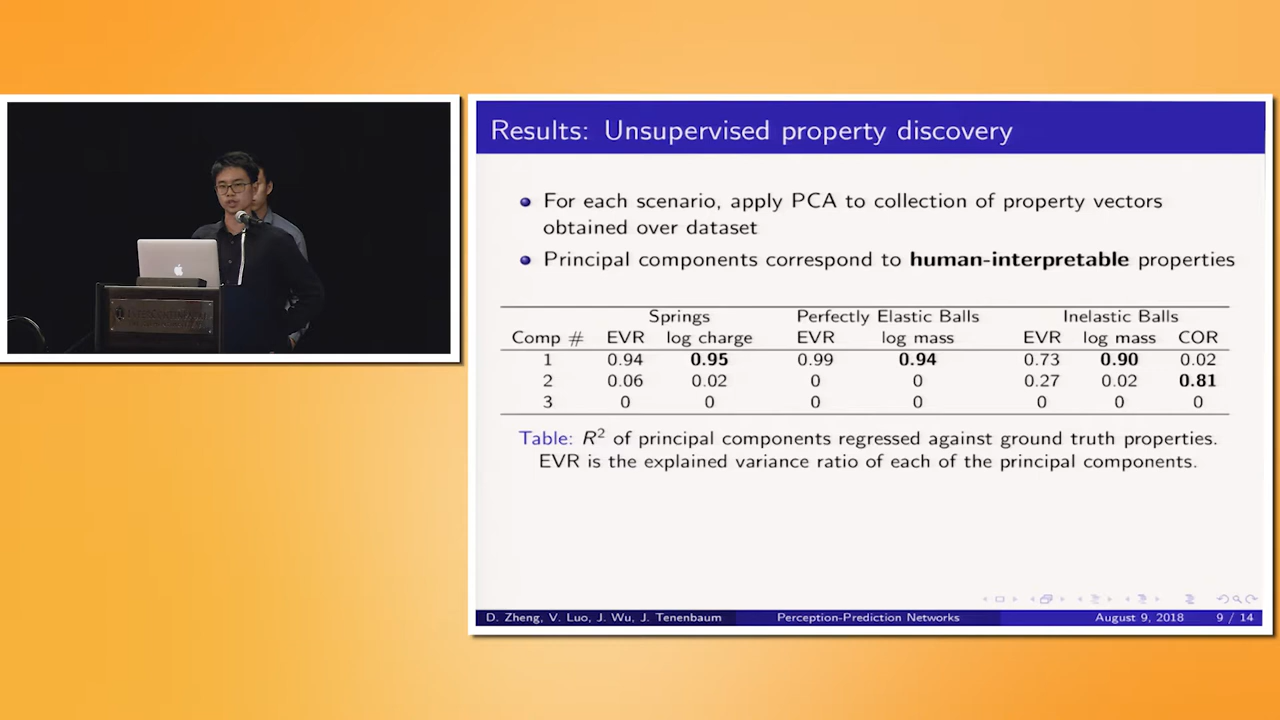 Results: Unsupervised property discovery
For each scenario, apply PCA to collection of property vectors
obtained over dataset
Principal components correspond to human-interpretable properties
Springs Perfectly Elastic Balls Inelastic Balls
Comp # EVR log charge EVR log mass EVR log mass COR
1 0.94 0.95 0.99 0.94 0.73 0.90 0.02
2 0.06 0.02 0 0 0.27 0.02 0.81
3 0 0 0 0 0 0 0
Table: R² of principal components regressed against ground truth properties.
EVR is the explained variance ratio of each of the principal components.
D. Zheng, V. Luo, J. Wu, J. Tenenbaum Perception-Prediction Networks August 9, 2018 9 / 14